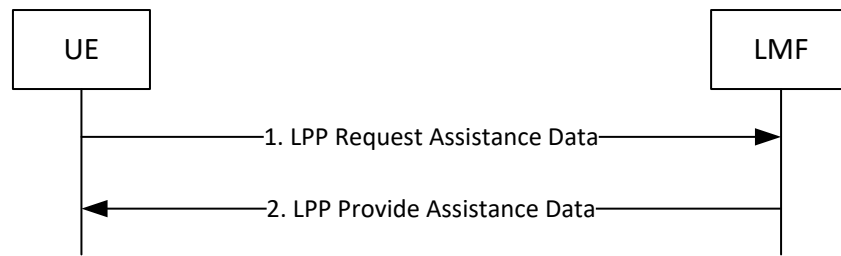 UE
LMF
1. LPP Request Assistance Data
2. LPP Provide Assistance Data